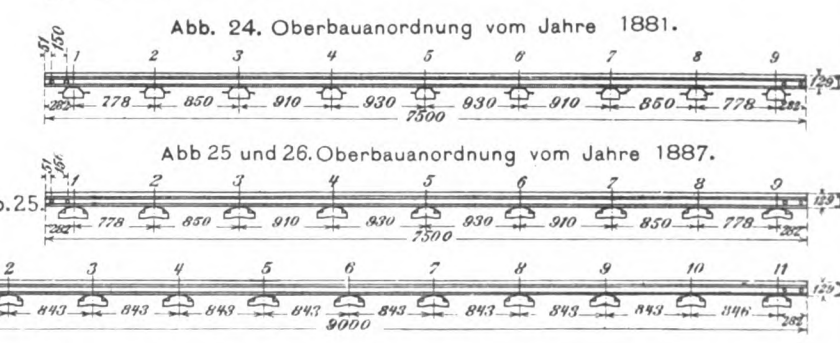 Abb. 24. Oberbauanordnung vom Jahre 1881.
51 150 1 2 3 4 5 6 7 8 9
129
282 778 850 910 930 930 910 850 778 282
7500
Abb 25 und 26. Oberbauanordnung vom Jahre 1887.
51 1 2 3 4 5 6 7 8 9
.25. 129
282 778 850 910 930 930 910 850 778 282
7500
2 3 4 5 6 7 8 9 10 11
129
843 843 843 843 843 843 843 843 846 282
9000